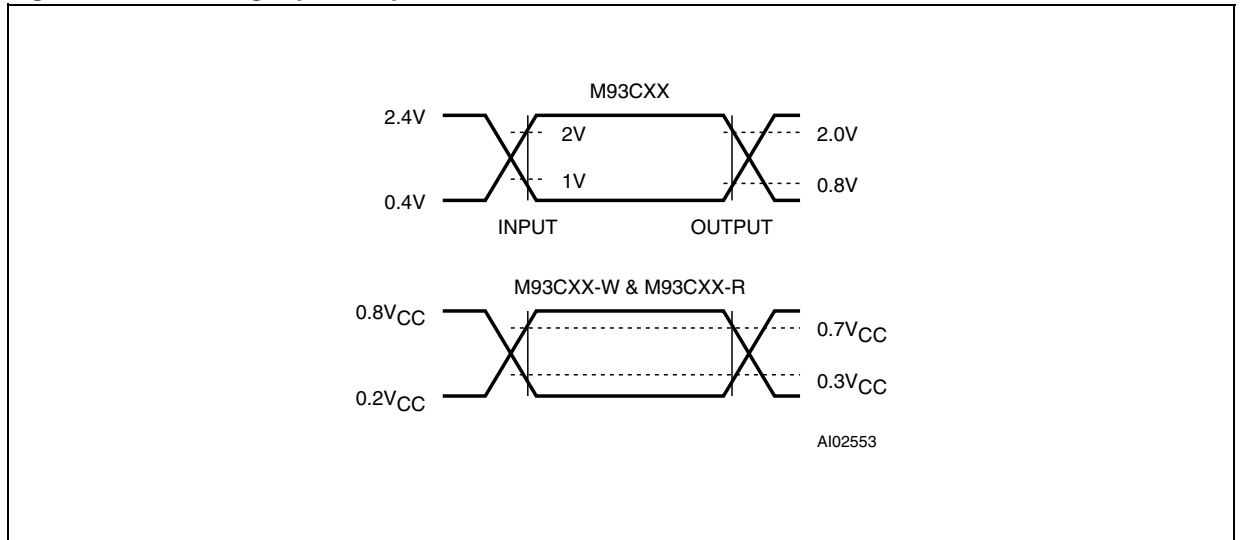 M93CXX
2.4V
2V
2.0V
1V
0.8V
0.4V
INPUT
OUTPUT
M93CXX-W & M93CXX-R
0.8VCC
0.7VCC
0.3VCC
0.2VCC
AI02553